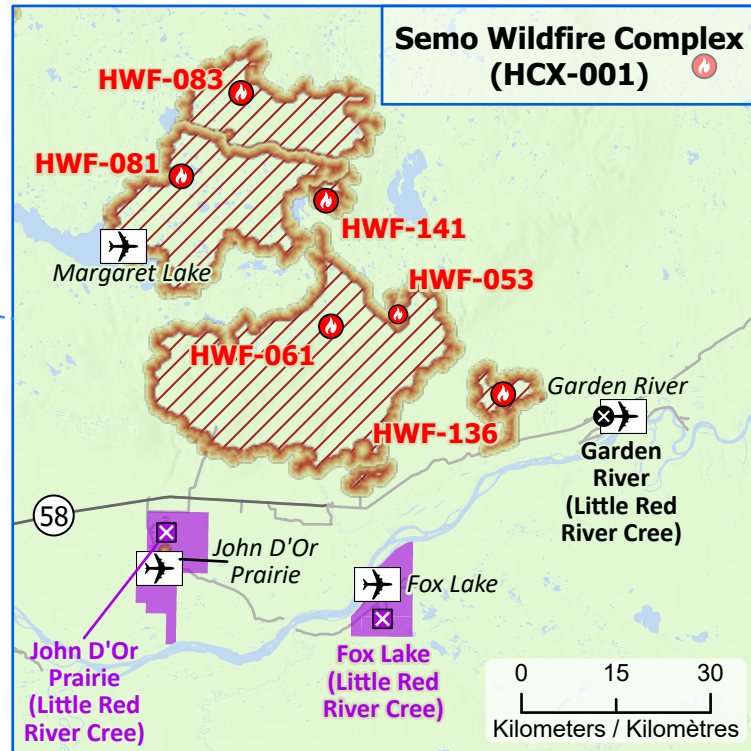 Semo Wildfire Complex
(HCX-001)
HWF-083
HWF-081
HWF-141
Margaret Lake
HWF-053
HWF-061
HWF-136
Garden River
Garden
River
(Little Red
River Cree)
58
John D'Or
Prairie
Fox Lake
John D'Or
Prairie
(Little Red
River Cree)
Fox Lake
(Little Red
River Cree)
0 15 30
Kilometers / Kilomètres